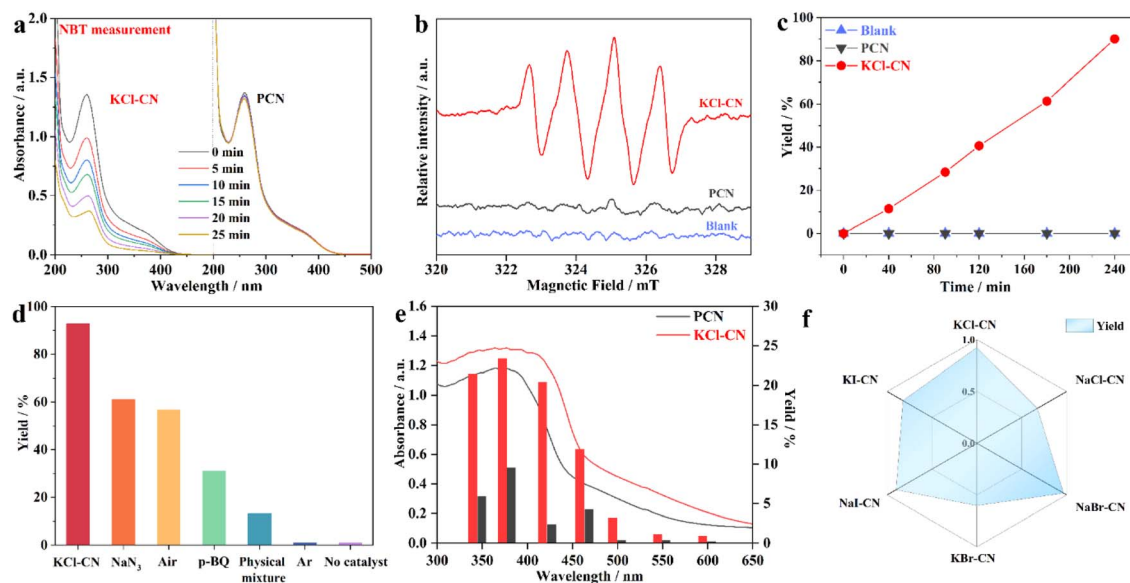 a
NBT measurement
KCl-CN
PCN
0 min
5 min
10 min
15 min
20 min
25 min
Absorbance / a.u.
2.0
1.5
1.0
0.5
0.0
200 250 300 350 400 200 300 400 500
Wavelength / nm
b
Relative intensity / a.u.
KCl-CN
PCN
Blank
320 322 324 326 328
Magnetic Field / mT
c
Blank
PCN
KCl-CN
Yield / %
100
80
60
40
20
0
0 40 80 120 160 200 240
Time / min
d
Yield / %
100
80
60
40
20
0
KCl-CN NaN3 Air p-BQ Physical mixture Ar No catalyst
e
PCN
KCl-CN
Absorbance / a.u.
1.6
1.4
1.2
1.0
0.8
0.6
0.4
0.2
0.0
300 350 400 450 500 550 600 650
Wavelength / nm
30
25
20
15
10
5
0
Yeild / %
f
Yield
KCl-CN
1.0
0.5
0.0
NaCl-CN
NaBr-CN
KBr-CN
NaI-CN
KI-CN